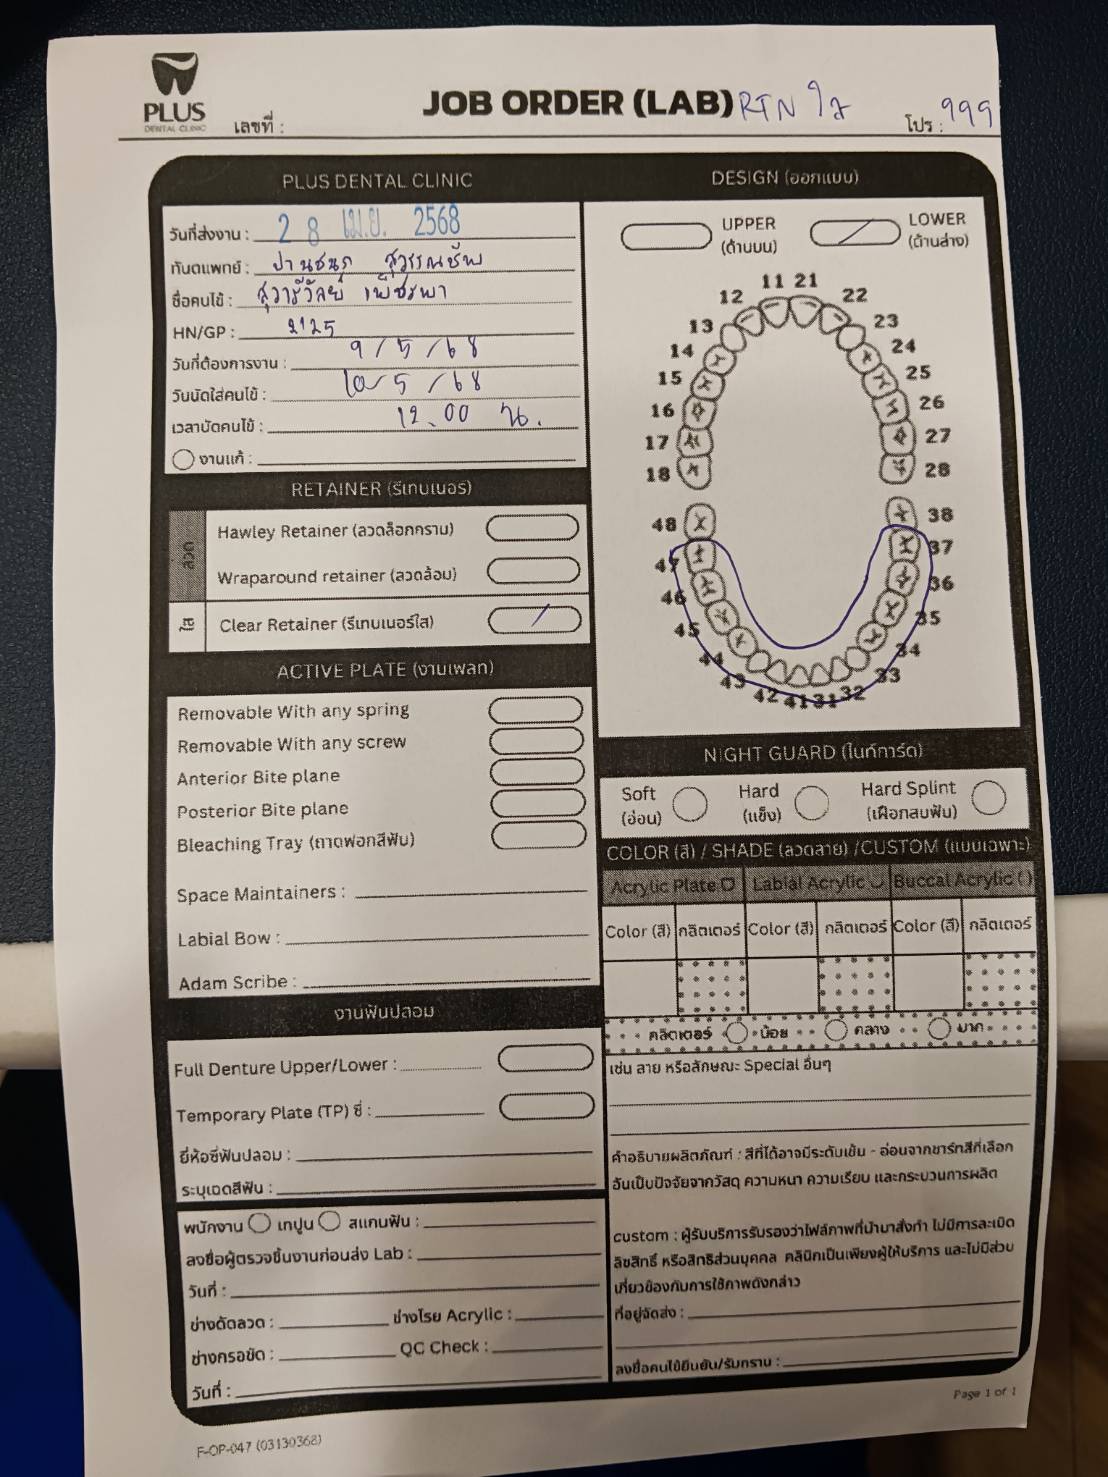 PLUS
DENTAL CLINIC
JOB ORDER (LAB) RTN ใส
เลขที่ :
โปร : 999
PLUS DENTAL CLINIC
วันที่ส่งงาน : 28 เม.ย. 2568
ทันตแพทย์ :
ชื่อคนไข้ :
HN/GP : 2125
วันที่ต้องการงาน : 9/5/68
วันนัดใส่คนไข้ : 10/5/68
เวลานัดคนไข้ : 12.00 น.
งานแก้ :
RETAINER (รีเทนเนอร์)
ลวด
Hawley Retainer (ลวดล็อกกราม)
Wraparound retainer (ลวดอ้อม)
ใส
Clear Retainer (รีเทนเนอร์ใส) /
ACTIVE PLATE (งานเพลท)
Removable With any spring
Removable With any screw
Anterior Bite plane
Posterior Bite plane
Bleaching Tray (ถาดฟอกสีฟัน)
Space Maintainers :
Labial Bow :
Adam Scribe :
งานฟันปลอม
Full Denture Upper/Lower :
Temporary Plate (TP) ซี่ :
ยี่ห้อซี่ฟันปลอม :
ระบุเฉดสีฟัน :
พนักงาน เทปูน สแกนฟัน :
ลงชื่อผู้ตรวจชิ้นงานก่อนส่ง Lab :
วันที่ :
ช่างดัดลวด : ช่างโรย Acrylic :
ช่างกรอขัด : QC Check :
วันที่ :
F-OP-047 (03130368)
DESIGN (ออกแบบ)
UPPER
(ด้านบน)
/ LOWER
(ด้านล่าง)
11 21
12 22
13 23
14 24
15 25
16 26
17 27
18 28
48 38
47 37
46 36
45 35
44 34
43 33
42 41 31 32
NIGHT GUARD (ไนท์การ์ด)
Soft
(อ่อน)
Hard
(แข็ง)
Hard Splint
(เฝือกสบฟัน)
COLOR (สี) / SHADE (ลวดลาย) /CUSTOM (แบบเฉพาะ)
Acrylic Plate Labial Acrylic Buccal Acrylic ( )
Color (สี) กลิตเตอร์ Color (สี) กลิตเตอร์ Color (สี) กลิตเตอร์
กลิตเตอร์ น้อย กลาง มาก
เช่น ลาย หรือลักษณะ Special อื่นๆ
คำอธิบายผลิตภัณฑ์ : สีที่ได้อาจมีระดับเข้ม - อ่อนจากชาร์ทสีที่เลือก
อันเป็นปัจจัยจากวัสดุ ความหนา ความเรียบ และกระบวนการผลิต
custom : ผู้รับบริการรับรองว่าไฟล์ภาพที่นำมาสั่งทำ ไม่มีการละเมิด
ลิขสิทธิ์ หรือสิทธิส่วนบุคคล คลินิกเป็นเพียงผู้ให้บริการ และไม่มีส่วน
เกี่ยวข้องกับการใช้ภาพดังกล่าว
ที่อยู่จัดส่ง :
ลงชื่อคนไข้ยืนยัน/รับทราบ :
Page 1 of 1